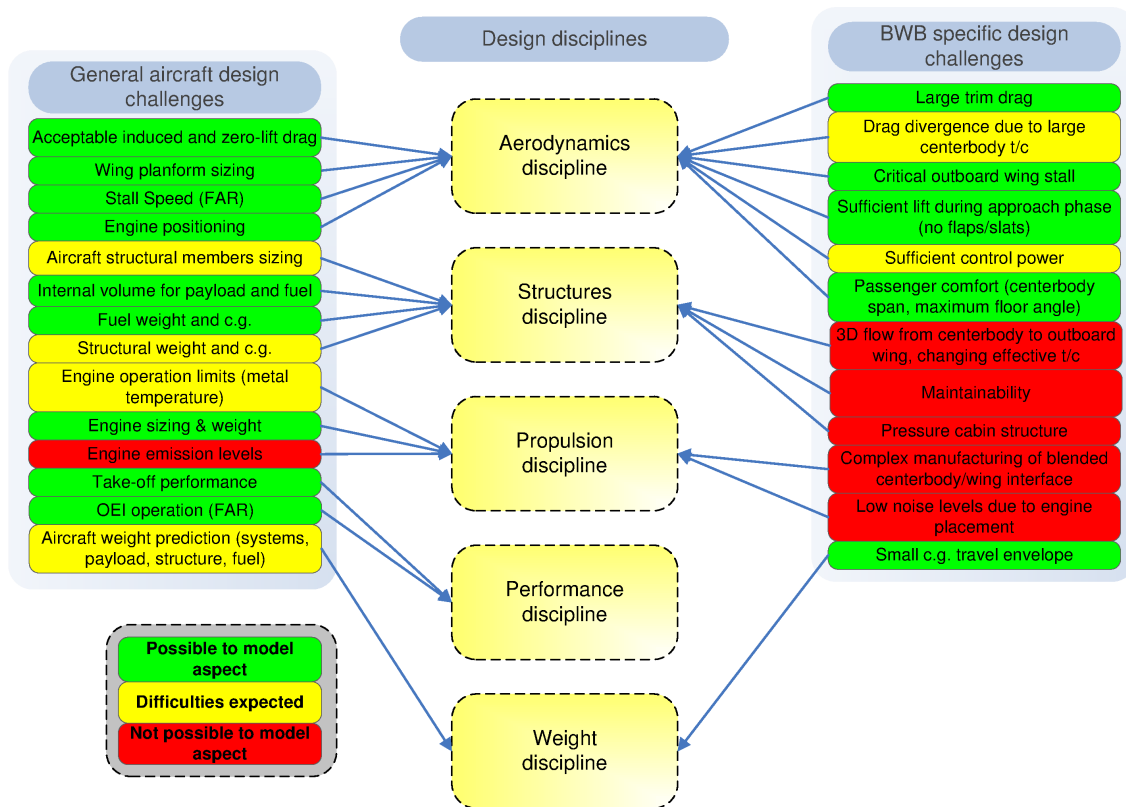 General aircraft design
challenges
Acceptable induced and zero-lift drag
Wing planform sizing
Stall Speed (FAR)
Engine positioning
Aircraft structural members sizing
Internal volume for payload and fuel
Fuel weight and c.g.
Structural weight and c.g.
Engine operation limits (metal
temperature)
Engine sizing & weight
Engine emission levels
Take-off performance
OEI operation (FAR)
Aircraft weight prediction (systems,
payload, structure, fuel)
Possible to model
aspect
Difficulties expected
Not possible to model
aspect
Design disciplines
Aerodynamics
discipline
Structures
discipline
Propulsion
discipline
Performance
discipline
Weight
discipline
BWB specific design
challenges
Large trim drag
Drag divergence due to large
centerbody t/c
Critical outboard wing stall
Sufficient lift during approach phase
(no flaps/slats)
Sufficient control power
Passenger comfort (centerbody
span, maximum floor angle)
3D flow from centerbody to outboard
wing, changing effective t/c
Maintainability
Pressure cabin structure
Complex manufacturing of blended
centerbody/wing interface
Low noise levels due to engine
placement
Small c.g. travel envelope